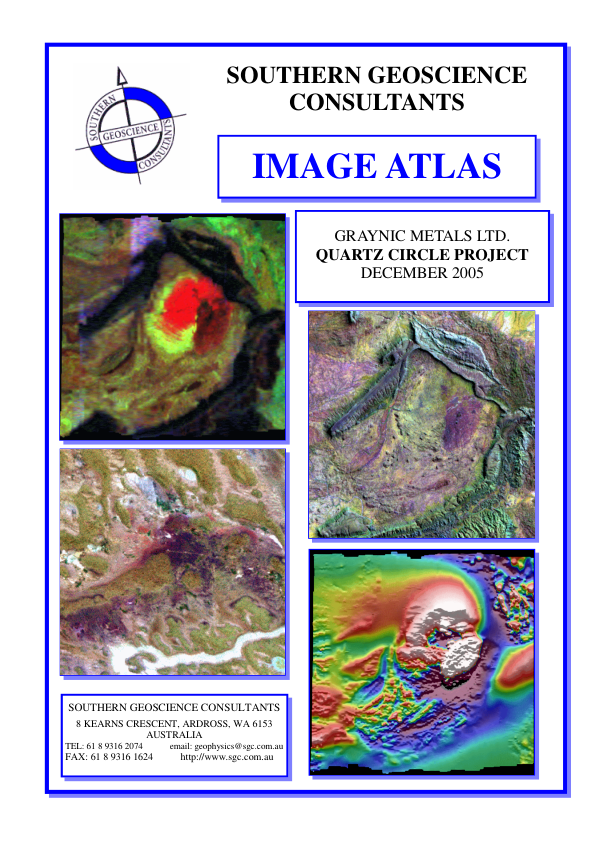 SOUTHERN
GEOSCIENCE
CONSULTANTS
SOUTHERN GEOSCIENCE
CONSULTANTS
IMAGE ATLAS
GRAYNIC METALS LTD.
QUARTZ CIRCLE PROJECT
DECEMBER 2005
SOUTHERN GEOSCIENCE CONSULTANTS
8 KEARNS CRESCENT, ARDROSS, WA 6153
AUSTRALIA
TEL: 61 8 9316 2074 email: geophysics@sgc.com.au
FAX: 61 8 9316 1624 http://www.sgc.com.au